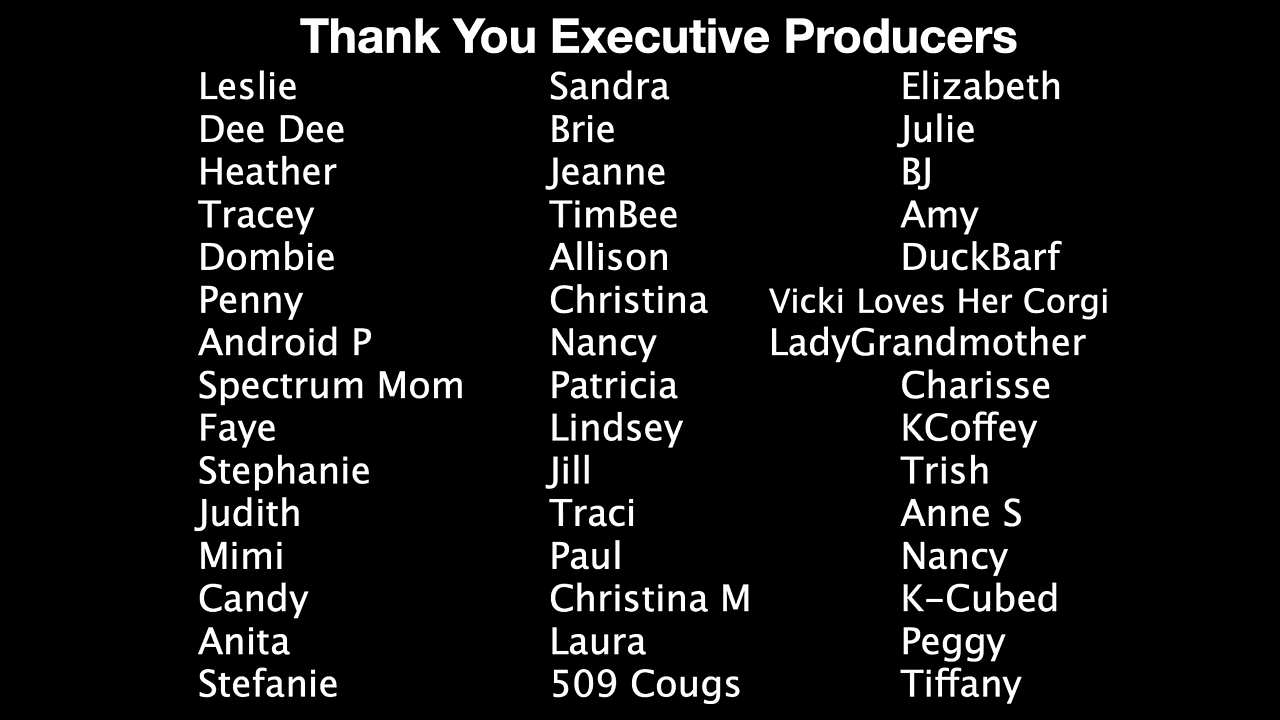 Thank You Executive Producers
Leslie Sandra Elizabeth
Dee Dee Brie Julie
Heather Jeanne BJ
Tracey TimBee Amy
Dombie Allison DuckBarf
Penny Christina Vicki Loves Her Corgi
Android P Nancy LadyGrandmother
Spectrum Mom Patricia Charisse
Faye Lindsey KCoffey
Stephanie Jill Trish
Judith Traci Anne S
Mimi Paul Nancy
Candy Christina M K-Cubed
Anita Laura Peggy
Stefanie 509 Cougs Tiffany